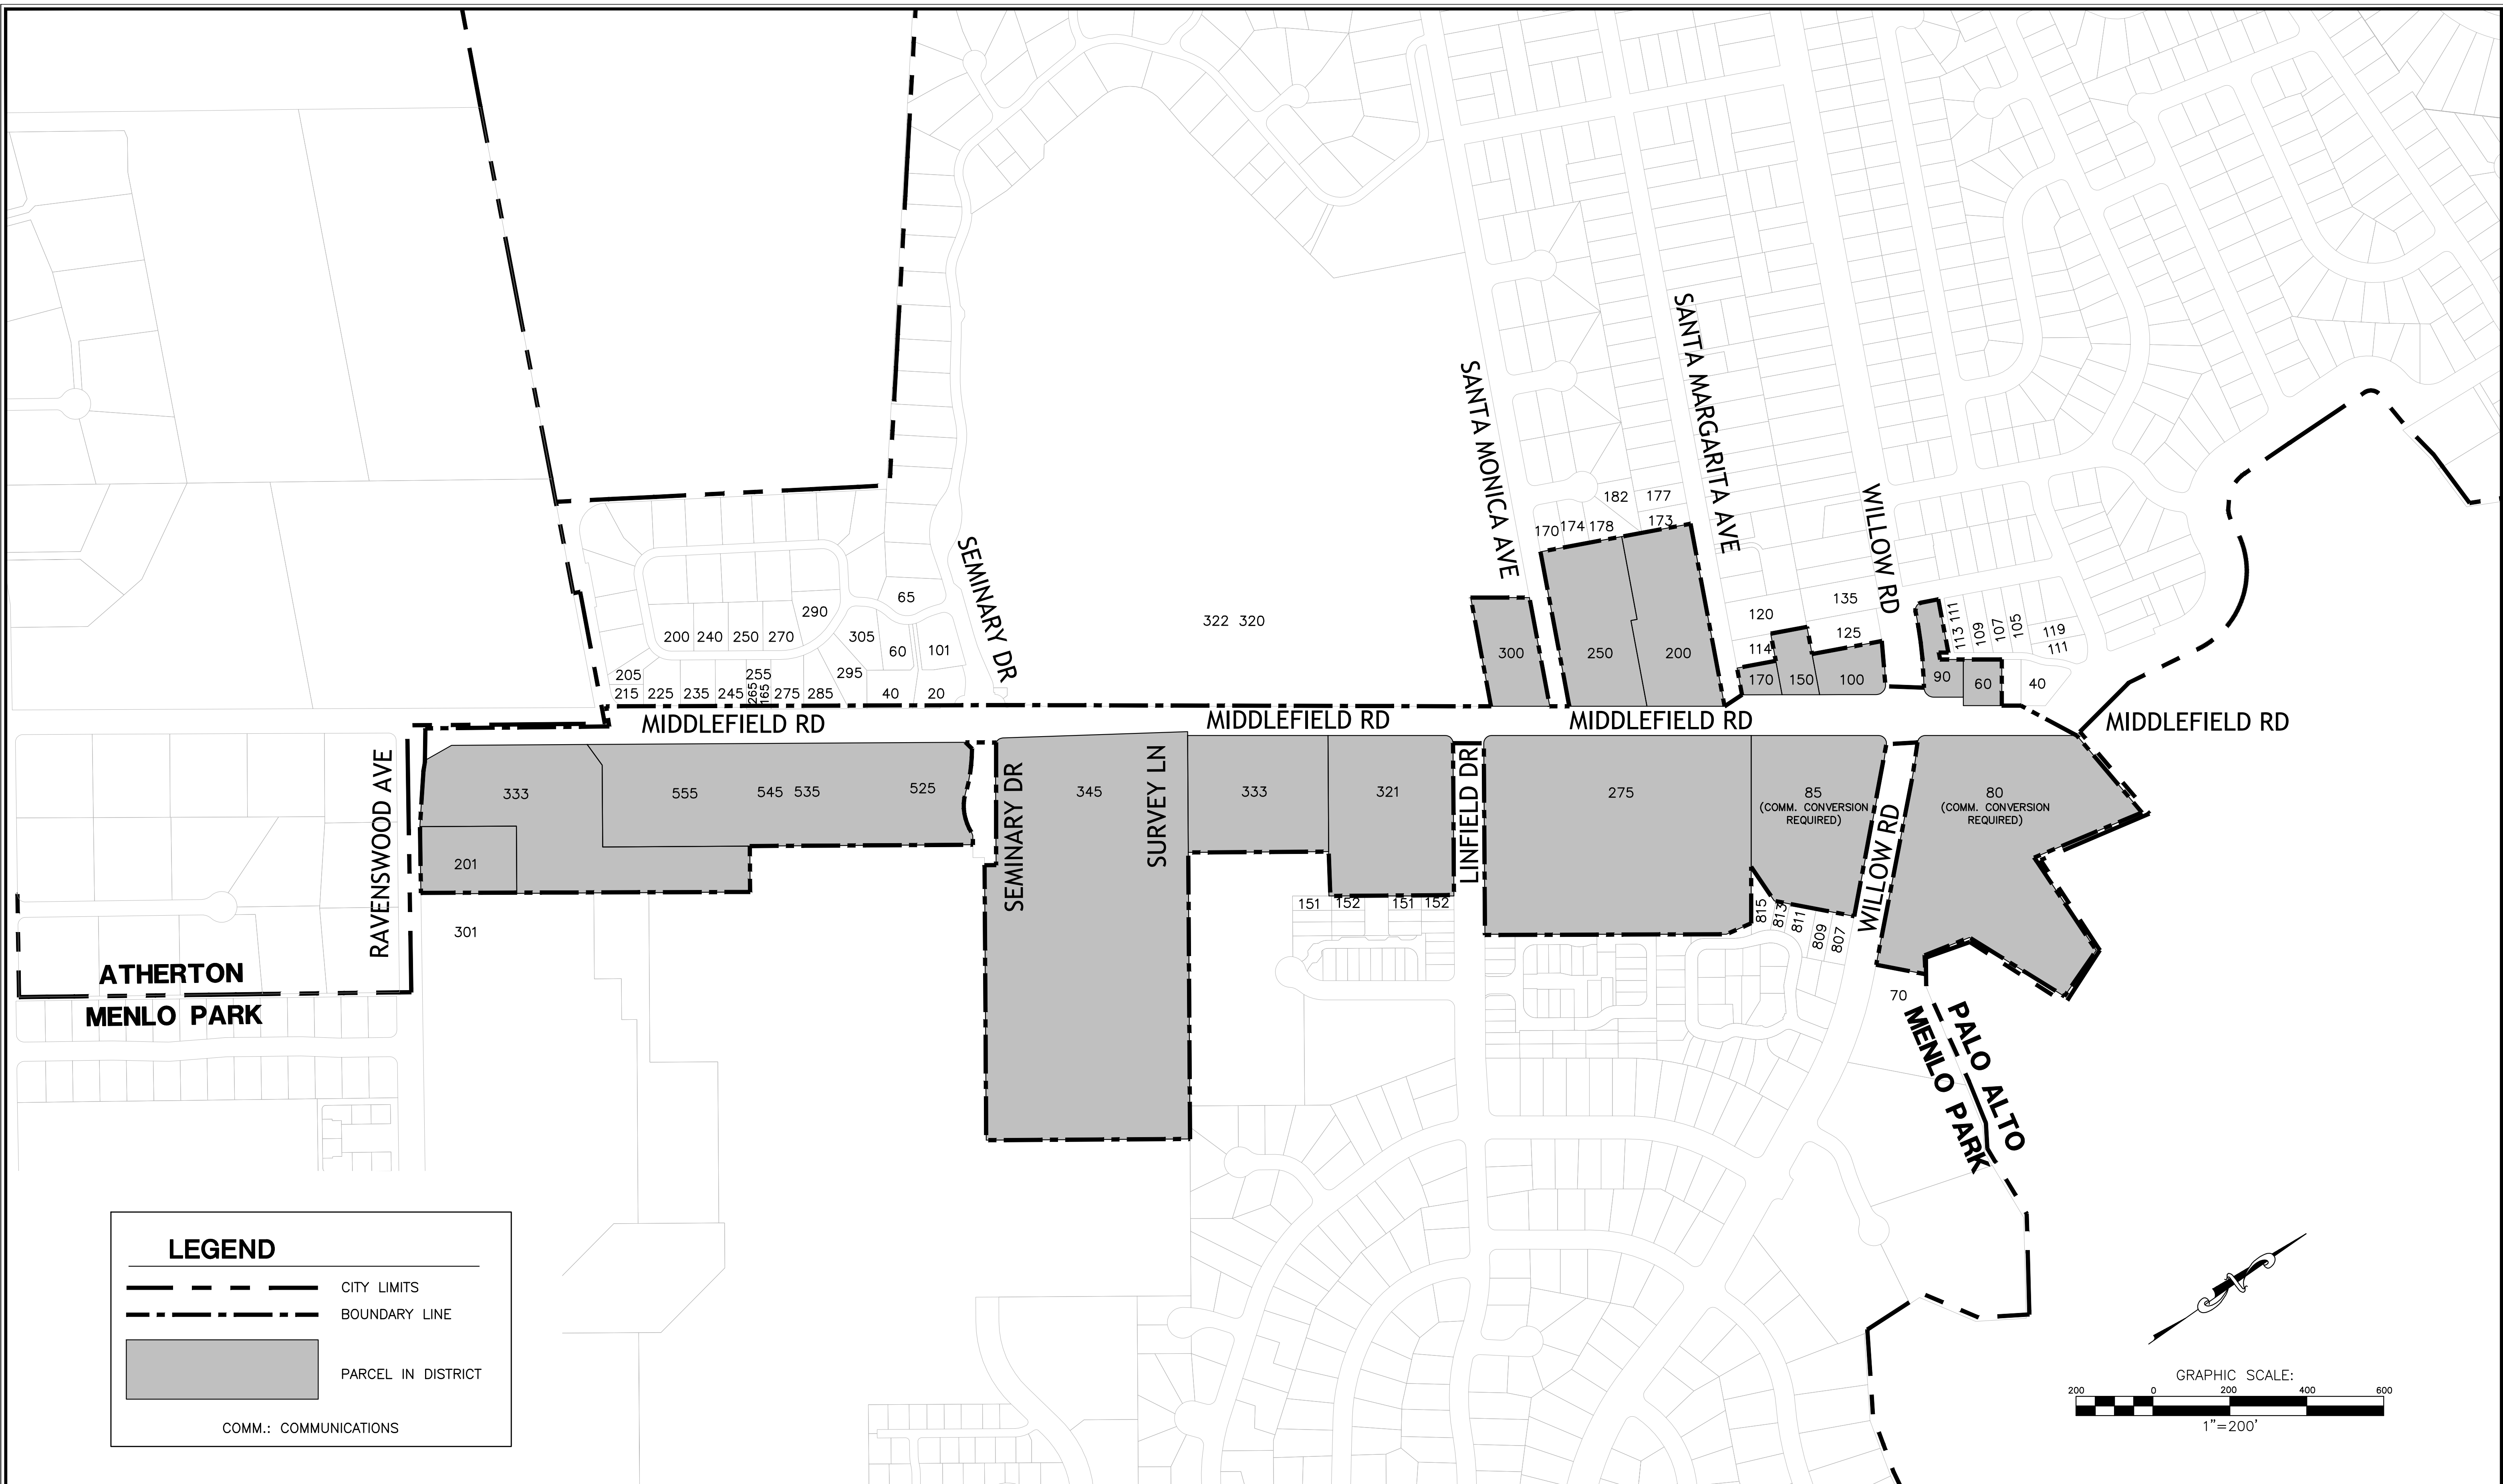 182
177
170
174
178
173
SANTA MONICA AVE
SANTA MARGARITA AVE
WILLOW RD
SEMINARY DR
65
290
305
60
101
200
240
250
270
322 320
120
135
125
114
300
250
200
170
150
100
90
60
40
111
113
109
107
105
119
111
205
215
225
235
245
255
265
165
275
285
295
40
20
MIDDLEFIELD RD
MIDDLEFIELD RD
MIDDLEFIELD RD
MIDDLEFIELD RD
RAVENSWOOD AVE
333
555
545
535
525
201
301
SEMINARY DR
345
SURVEY LN
333
321
LINFIELD DR
275
85
(COMM. CONVERSION
REQUIRED)
WILLOW RD
80
(COMM. CONVERSION
REQUIRED)
151
152
151
152
815
813
811
809
807
70
ATHERTON
MENLO PARK
PALO ALTO
MENLO PARK
LEGEND
CITY LIMITS
BOUNDARY LINE
PARCEL IN DISTRICT
COMM.: COMMUNICATIONS
GRAPHIC SCALE:
200 0 200 400 600
1"=200'